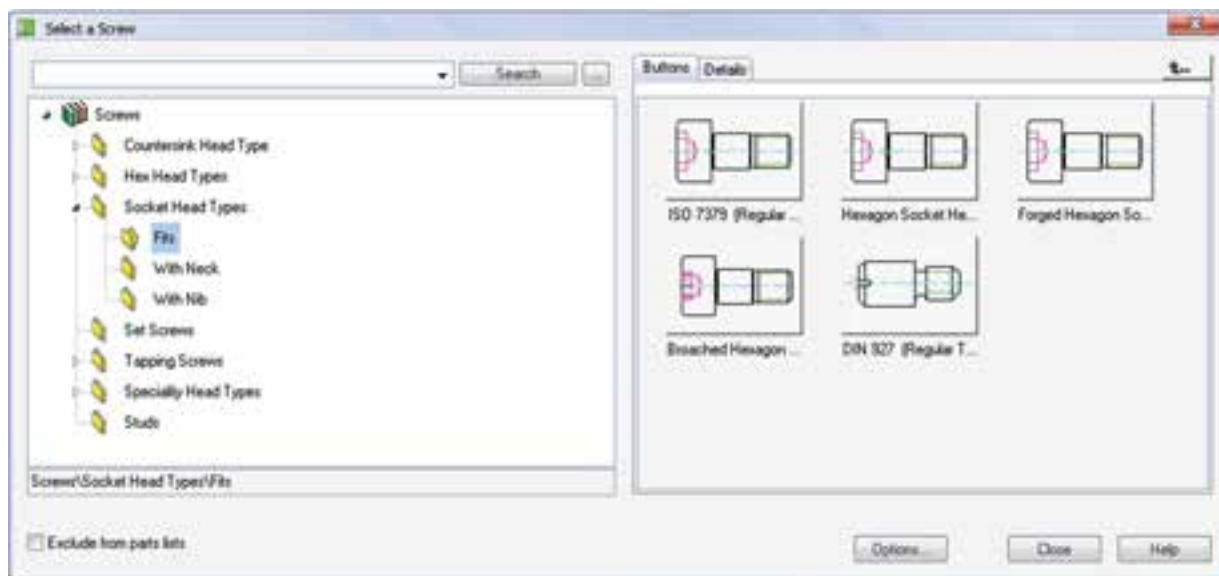 Select a Screw
Search
...
Screws
Countersink Head Type
Hex Head Types
Socket Head Types
Fits
With Neck
With Nib
Set Screws
Tapping Screws
Specialty Head Types
Studs
Screws\Socket Head Types\Fits
Exclude from parts lists
Buttons Details
ISO 7379 (Regular ... Hexagon Socket He... Forged Hexagon So...
Broached Hexagon ... DIN 927 (Regular T...
Options... Close Help